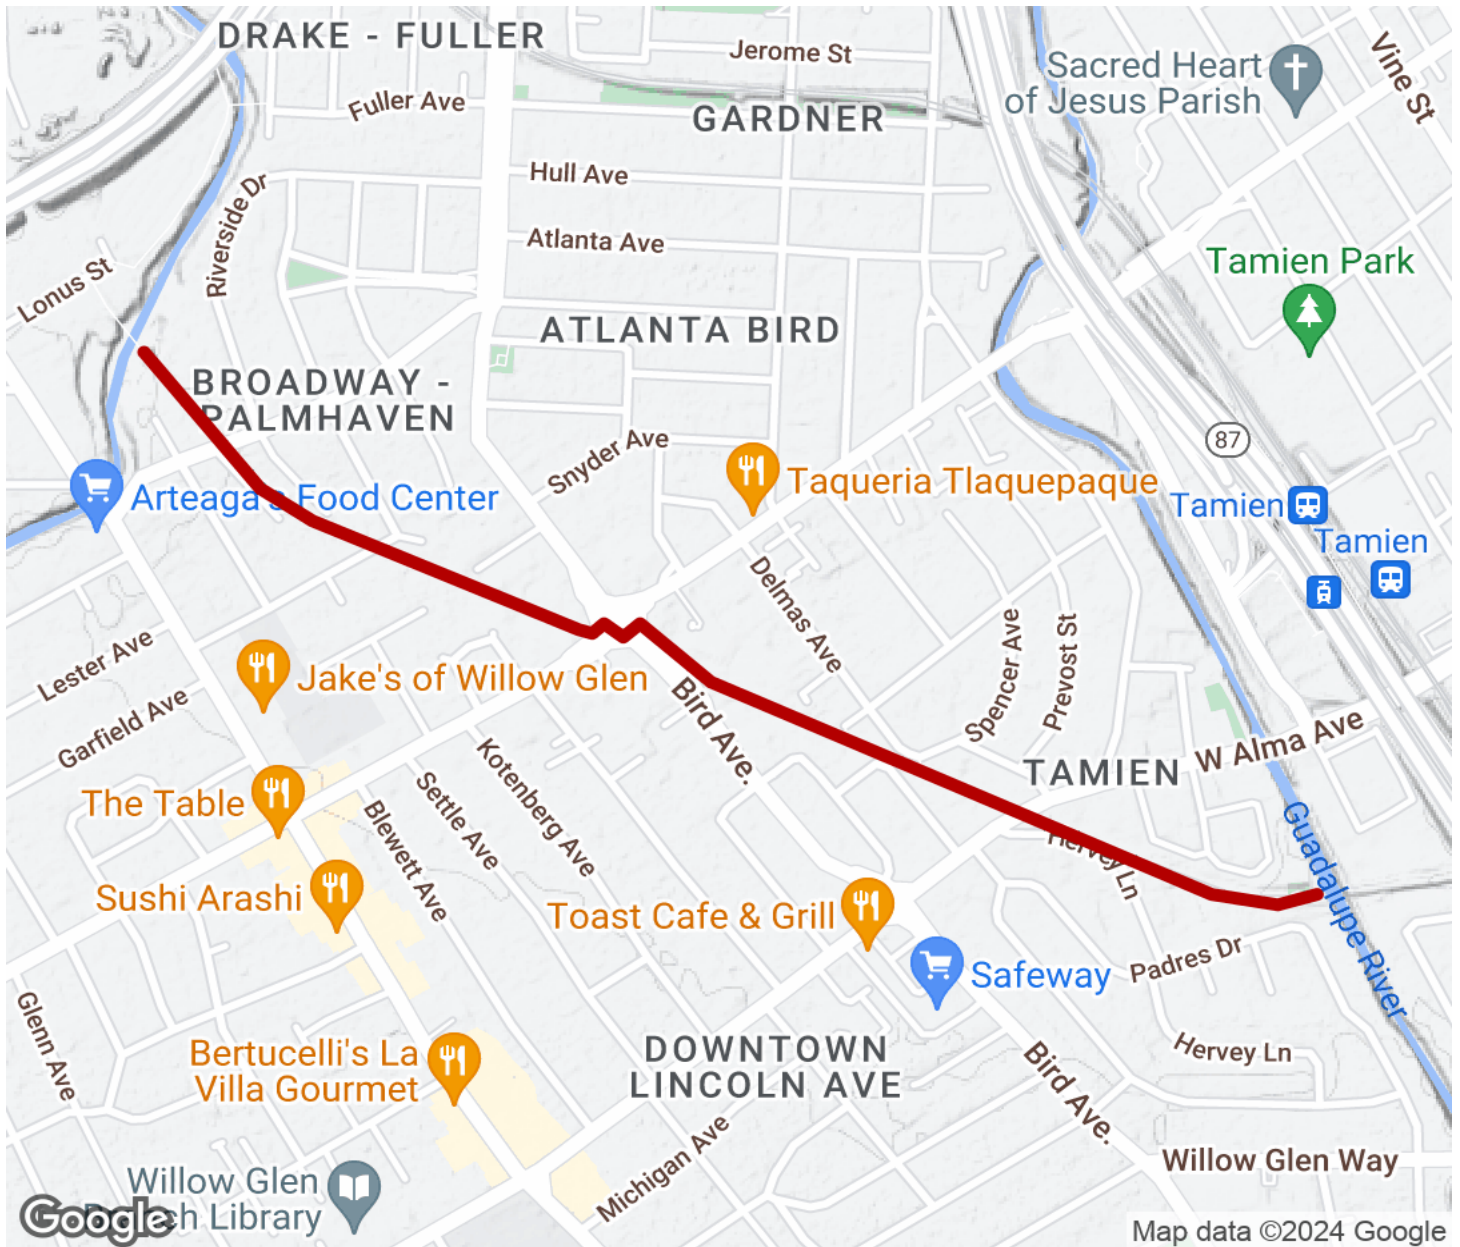 DRAKE - FULLER
Jerome St
Sacred Heart
of Jesus Parish
Vine St
Fuller Ave
GARDNER
Hull Ave
Riverside Dr
Atlanta Ave
Tamien Park
Lonus St
ATLANTA BIRD
BROADWAY -
PALMHAVEN
87
Snyder Ave
Taqueria Tlaquepaque
Arteaga's Food Center
Tamien
Tamien
Delmas Ave
Spencer Ave
Prevost St
Lester Ave
Jake's of Willow Glen
Garfield Ave
Bird Ave.
W Alma Ave
TAMIEN
Kotenberg Ave
Settle Ave
The Table
Blewett Ave
Hervey Ln
Guadalupe River
Sushi Arashi
Toast Cafe & Grill
Padres Dr
Safeway
Glenn Ave
Bertucelli's La
Villa Gourmet
DOWNTOWN
LINCOLN AVE
Hervey Ln
Bird Ave.
Michigan Ave
Willow Glen Way
Willow Glen
Branch Library
Google
Map data ©2024 Google